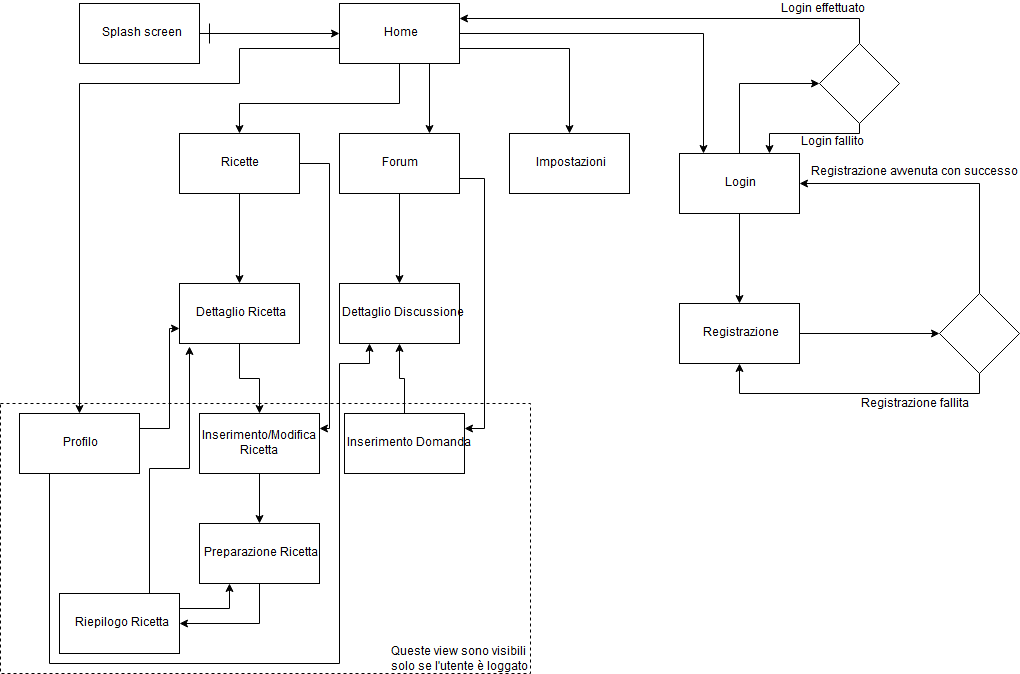 Login effettuato
Splash screen
Home
Login fallito
Ricette
Forum
Impostazioni
Login
Registrazione avvenuta con successo
Dettaglio Ricetta
Dettaglio Discussione
Registrazione
Registrazione fallita
Profilo
Inserimento/Modifica
Ricetta
Inserimento Domanda
Preparazione Ricetta
Riepilogo Ricetta
Queste view sono visibili
solo se l'utente è loggato